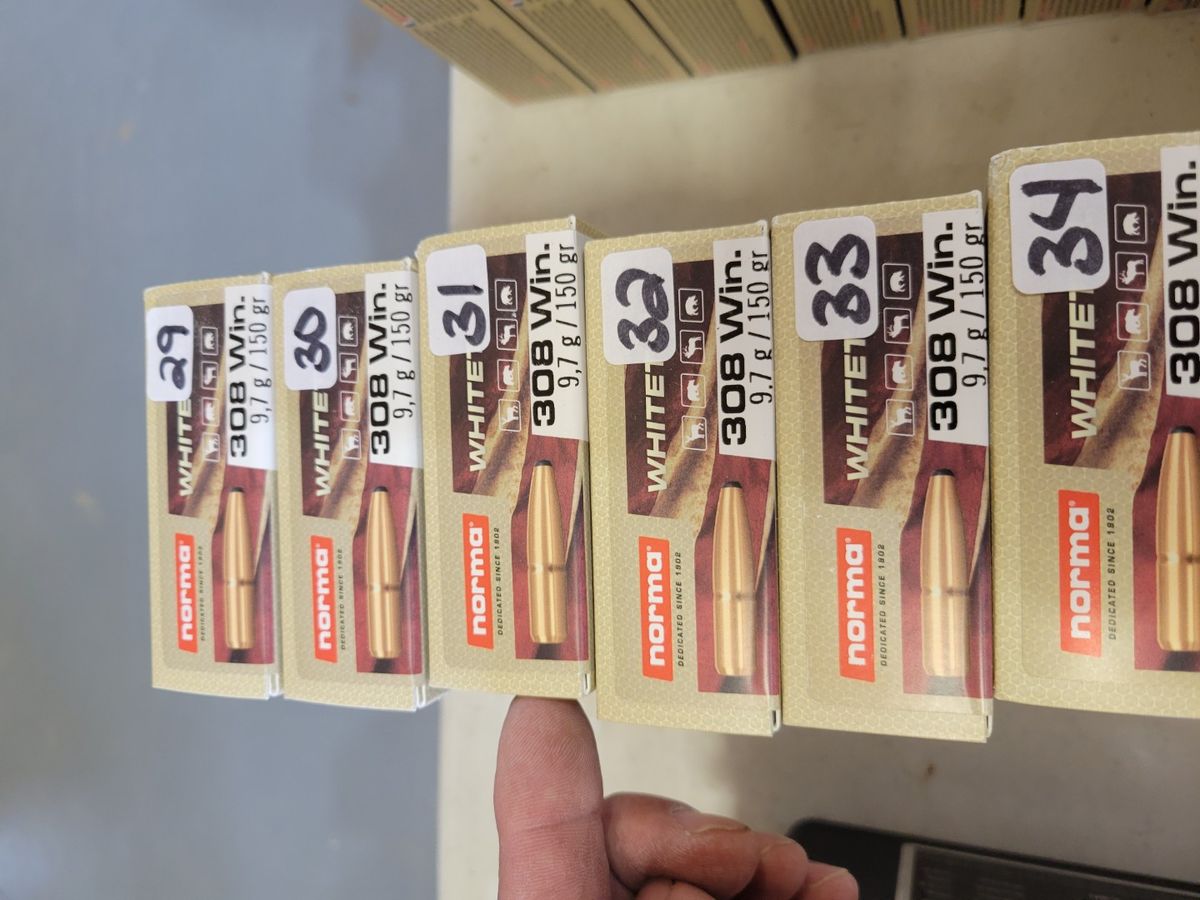 29
WHITE
308 Win.
9,7 g / 150 gr
norma
DEDICATED SINCE 1902
30
WHITE
308 Win.
9,7 g / 150 gr
norma
DEDICATED SINCE 1902
31
WHITE
308 Win.
9,7 g / 150 gr
norma
DEDICATED SINCE 1902
32
WHITET
308 Win.
9,7 g / 150 gr
norma
DEDICATED SINCE 1902
33
WHITET
308 Win.
9,7 g / 150 gr
norma
DEDICATED SINCE 1902
34
WHITET
308 Win.
norma
DEDICATED SINCE 1902